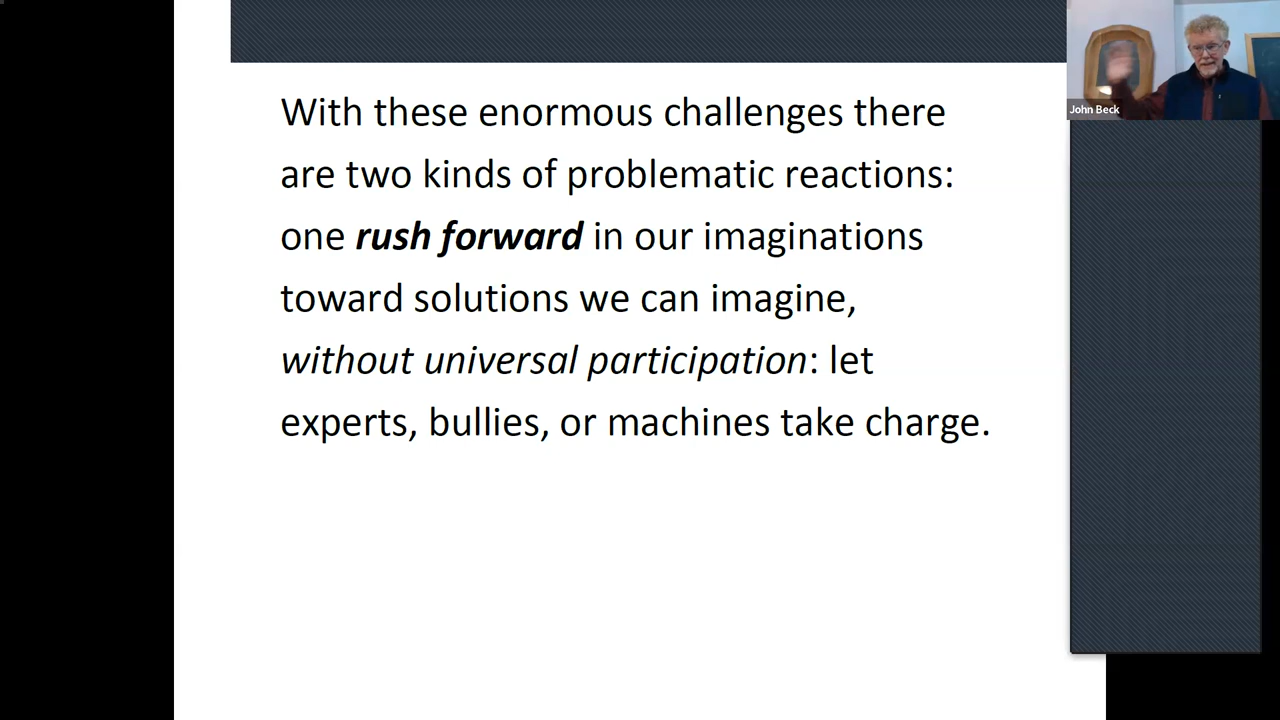 With these enormous challenges there
are two kinds of problematic reactions:
one rush forward in our imaginations
toward solutions we can imagine,
without universal participation: let
experts, bullies, or machines take charge.
John Beck